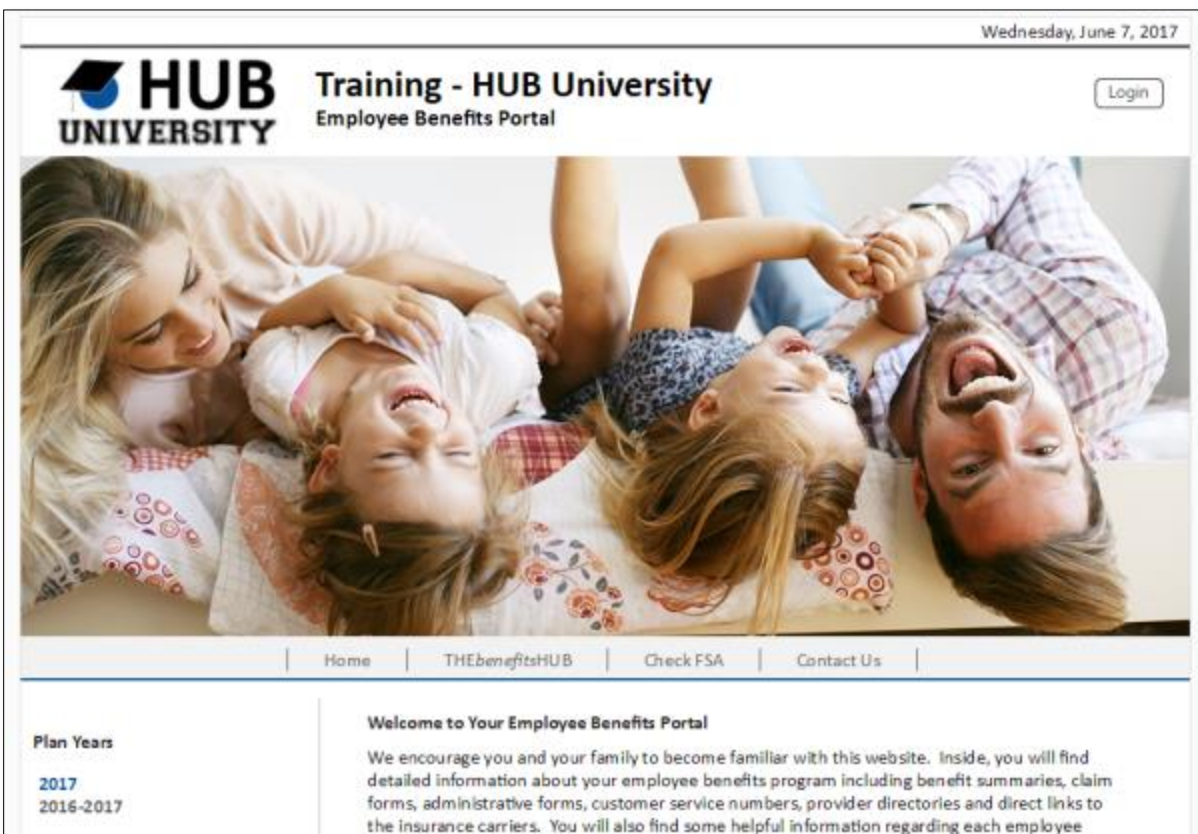 Wednesday, June 7, 2017
HUB
UNIVERSITY
Training - HUB University
Employee Benefits Portal
Login
Home
THEbenefitsHUB
Check FSA
Contact Us
Plan Years
2017
2016-2017
Welcome to Your Employee Benefits Portal
We encourage you and your family to become familiar with this website. Inside, you will find
detailed information about your employee benefits program including benefit summaries, claim
forms, administrative forms, customer service numbers, provider directories and direct links to
the insurance carriers. You will also find some helpful information regarding each employee